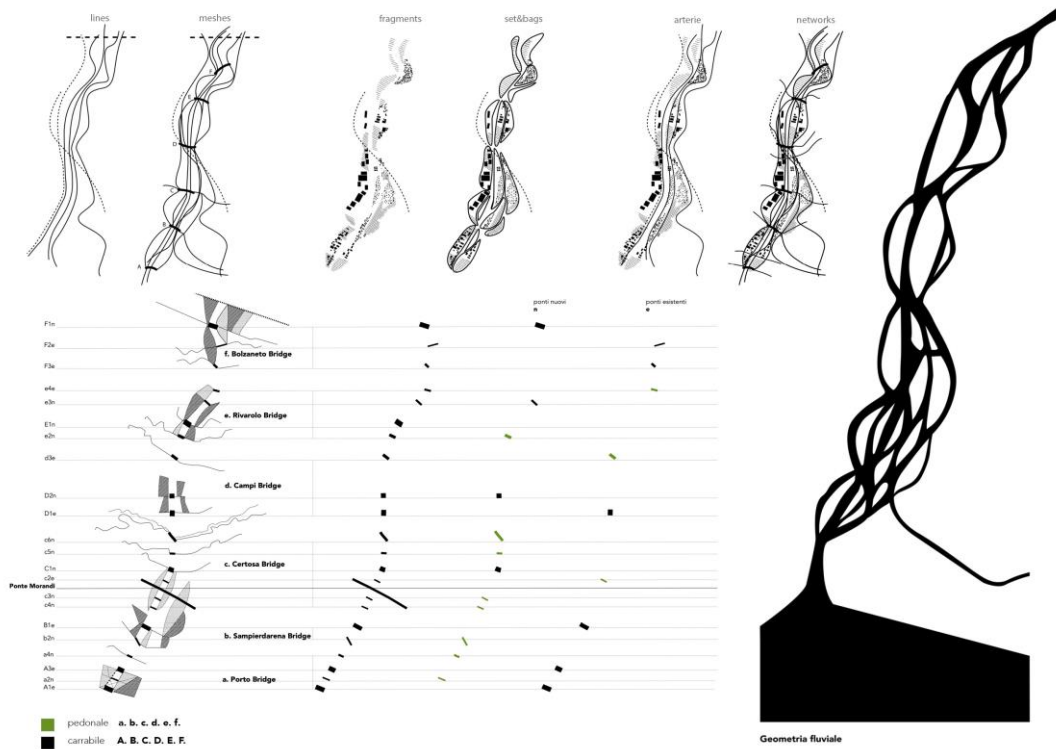 lines
meshes
fragments
set&bags
arterie
networks
F
E
D
C
B
A
ponti nuovi
n
ponti esistenti
e
F1n
F2e
f. Bolzaneto Bridge
F3e
e4e
e3n
e. Rivarolo Bridge
E1n
e2n
d3e
d. Campi Bridge
D2n
D1e
c6n
c5n
c. Certosa Bridge
C1n
c2e
Ponte Morandi
c3n
c4n
B1e
b. Sampierdarena Bridge
b2n
a4n
A3e
a. Porto Bridge
a2n
A1e
pedonale a. b. c. d. e. f.
carrabile A. B. C. D. E. F.
Geometria fluviale